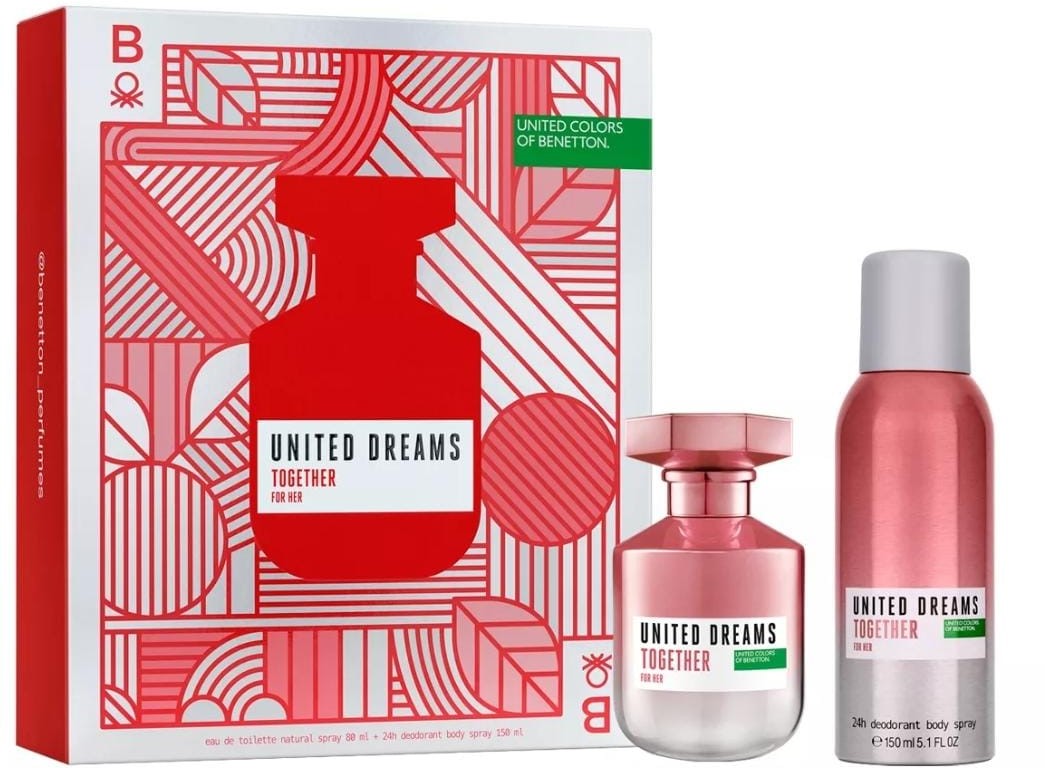 B
UNITED COLORS
OF BENETTON.
@benetton_perfumes
UNITED DREAMS
TOGETHER
FOR HER
B
eau de toilette natural spray 80 ml + 24h deodorant body spray 150 ml
UNITED DREAMS
TOGETHER
UNITED COLORS
OF BENETTON.
FOR HER
UNITED DREAMS
TOGETHER
UNITED COLORS
OF BENETTON.
FOR HER
24h deodorant body spray
℮150 ml 5.1 FL OZ